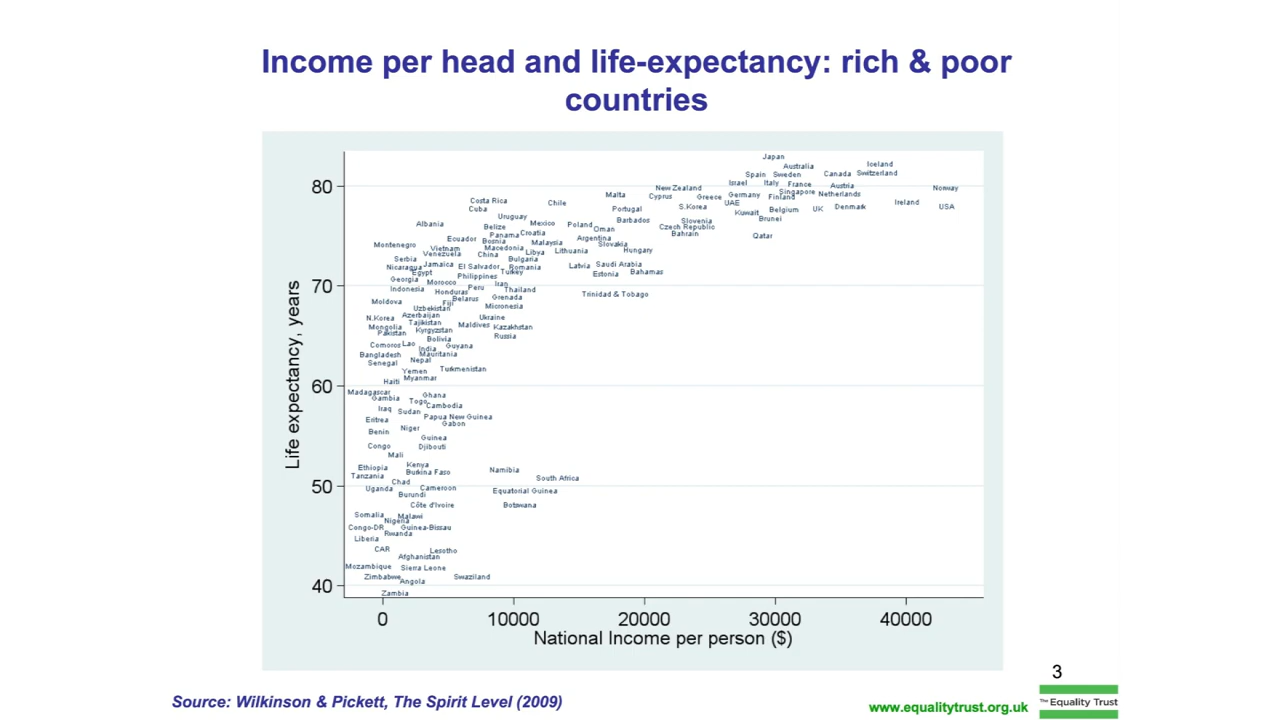 Income per head and life-expectancy: rich & poor
countries
Japan
Australia Iceland
Spain Sweden Canada Switzerland
Israel Italy France Austria
80 Malta New Zealand Singapore Norway
Cyprus Greece Germany Finland Netherlands
Costa Rica Chile UAE Ireland
Cuba Portugal S.Korea Kuwait Belgium UK Denmark USA
Uruguay Barbados Slovenia Brunei
Albania Belize Mexico Poland Oman Czech Republic
Panama Croatia Bahrain Qatar
Ecuador Bosnia Malaysia Argentina Slovakia
Montenegro Vietnam Macedonia Libya Lithuania Hungary
Venezuela China
Serbia Jamaica Bulgaria
Nicaragua El Salvador Romania Latvia Saudi Arabia
Egypt Philippines Turkey Estonia Bahamas
Georgia Morocco Iran
70 Indonesia Honduras Peru Thailand
Belarus Grenada Trinidad & Tobago
Moldova Fiji Micronesia
Uzbekistan
N.Korea Azerbaijan Ukraine
Mongolia Tajikistan Maldives Kazakhstan
Pakistan Kyrgyzstan Russia
Comoros Lao Bolivia Guyana
Bangladesh India Mauritania
Senegal Nepal
Yemen Turkmenistan
Haiti Myanmar
60
Madagascar Gambia Ghana
Iraq Togo Cambodia
Sudan
Eritrea Papua New Guinea
Gabon
Benin Niger Guinea
Congo Djibouti
Mali
Ethiopia Kenya Namibia
Tanzania Burkina Faso South Africa
Chad
50 Uganda Cameroon Equatorial Guinea
Burundi
Côte d'Ivoire Botswana
Somalia Malawi
Nigeria
Congo-DR Guinea-Bissau
Rwanda
Liberia
CAR Lesotho
Afghanistan
Mozambique Sierra Leone
Zimbabwe Swaziland
Angola
40 Zambia
Life expectancy, years
0 10000 20000 30000 40000
National Income per person ($)
3
Source: Wilkinson & Pickett, The Spirit Level (2009)
www.equalitytrust.org.uk
The Equality Trust